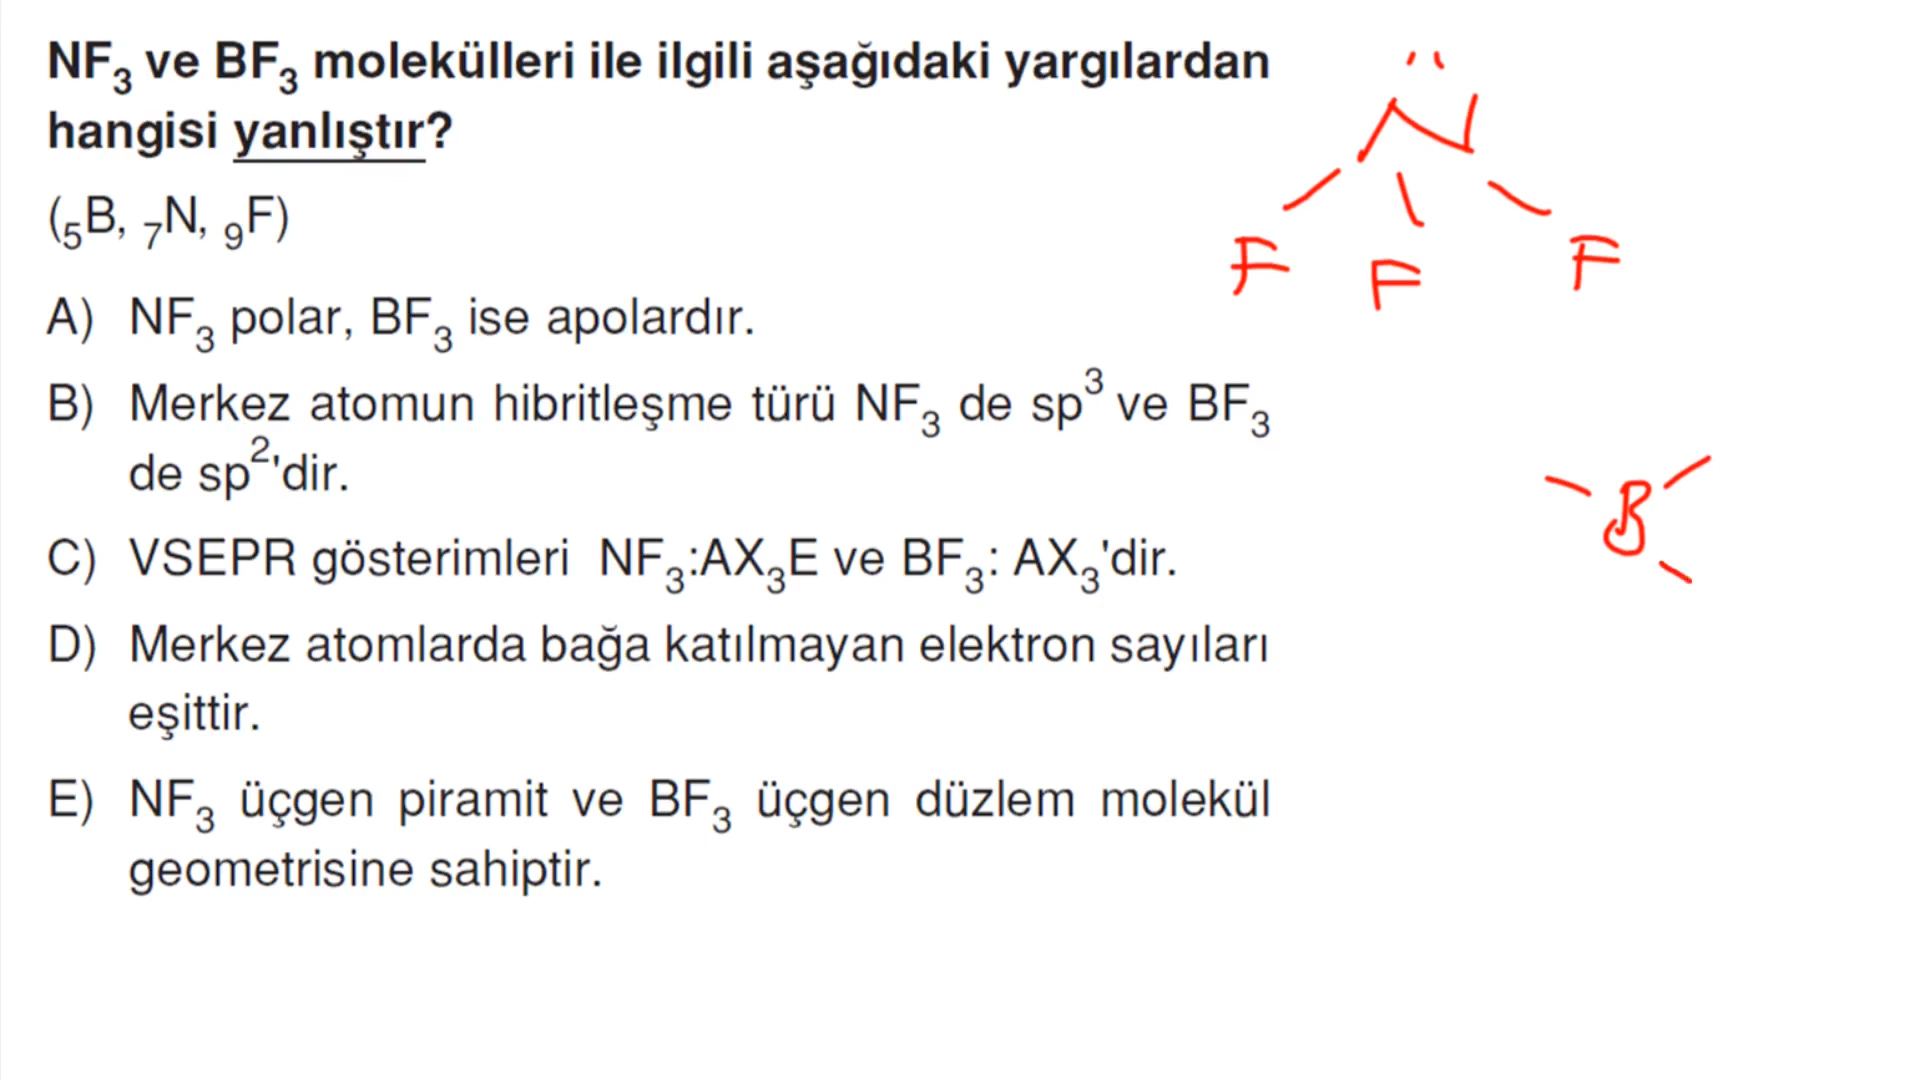 NF₃ ve BF₃ molekülleri ile ilgili aşağıdaki yargılardan
hangisi yanlıştır?
(₅B, ₇N, ₉F)
A) NF₃ polar, BF₃ ise apolardır.
B) Merkez atomun hibritleşme türü NF₃ de sp³ ve BF₃
de sp²'dir.
C) VSEPR gösterimleri NF₃:AX₃E ve BF₃: AX₃'dir.
D) Merkez atomlarda bağa katılmayan elektron sayıları
eşittir.
E) NF₃ üçgen piramit ve BF₃ üçgen düzlem molekül
geometrisine sahiptir.
N
F F F
B